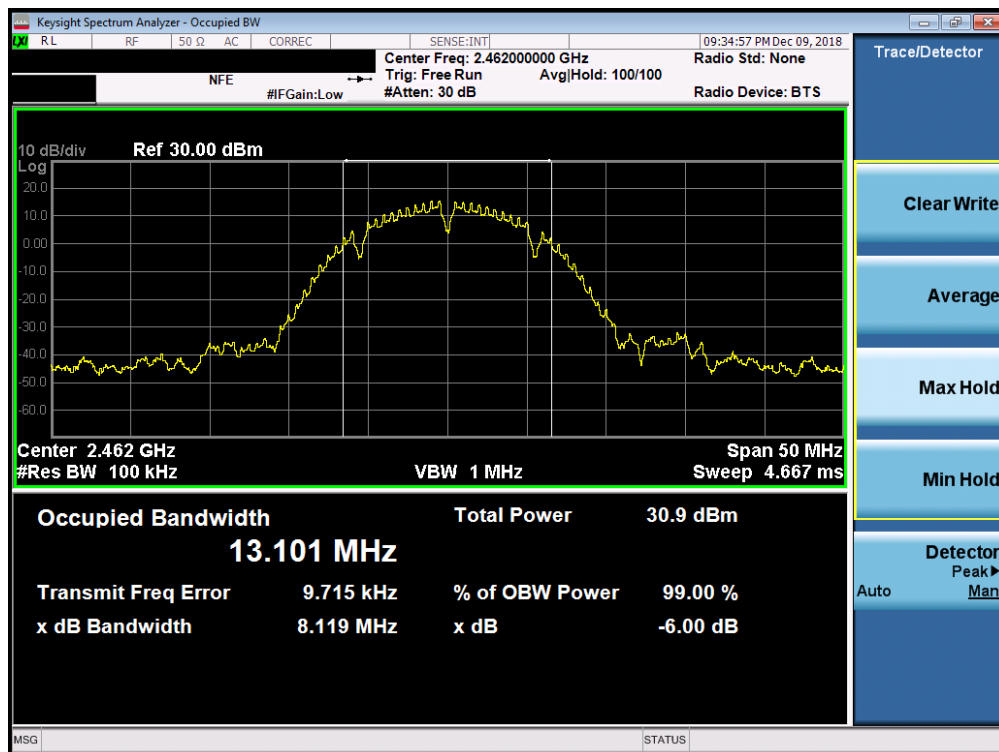 Keysight Spectrum Analyzer - Occupied BW
LXI RL RF 50 Ω AC CORREC SENSE:INT 09:34:57 PM Dec 09, 2018
Center Freq: 2.462000000 GHz Radio Std: None
NFE Trig: Free Run Avg|Hold: 100/100
#IFGain:Low #Atten: 30 dB Radio Device: BTS
10 dB/div Ref 30.00 dBm
Log
20.0
10.0
0.00
-10.0
-20.0
-30.0
-40.0
-50.0
-60.0
Center 2.462 GHz Span 50 MHz
#Res BW 100 kHz VBW 1 MHz Sweep 4.667 ms
Occupied Bandwidth Total Power 30.9 dBm
13.101 MHz
Transmit Freq Error 9.715 kHz % of OBW Power 99.00 %
x dB Bandwidth 8.119 MHz x dB -6.00 dB
MSG STATUS
Trace/Detector
Clear Write
Average
Max Hold
Min Hold
Detector
Peak▶
Auto Man